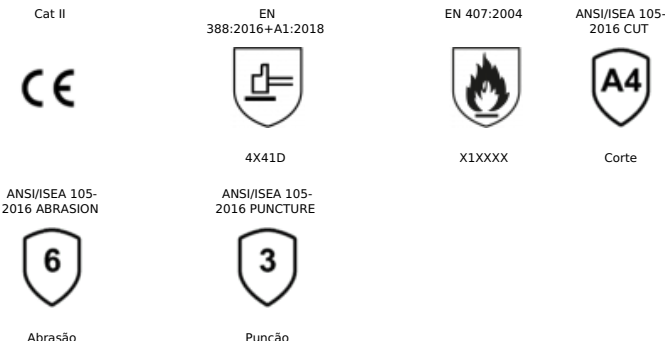 Cat II
EN
388:2016+A1:2018
EN 407:2004
ANSI/ISEA 105-
2016 CUT
CE
A4
4X41D
X1XXXX
Corte
ANSI/ISEA 105-
2016 ABRASION
ANSI/ISEA 105-
2016 PUNCTURE
6
3
Abrasão
Punção